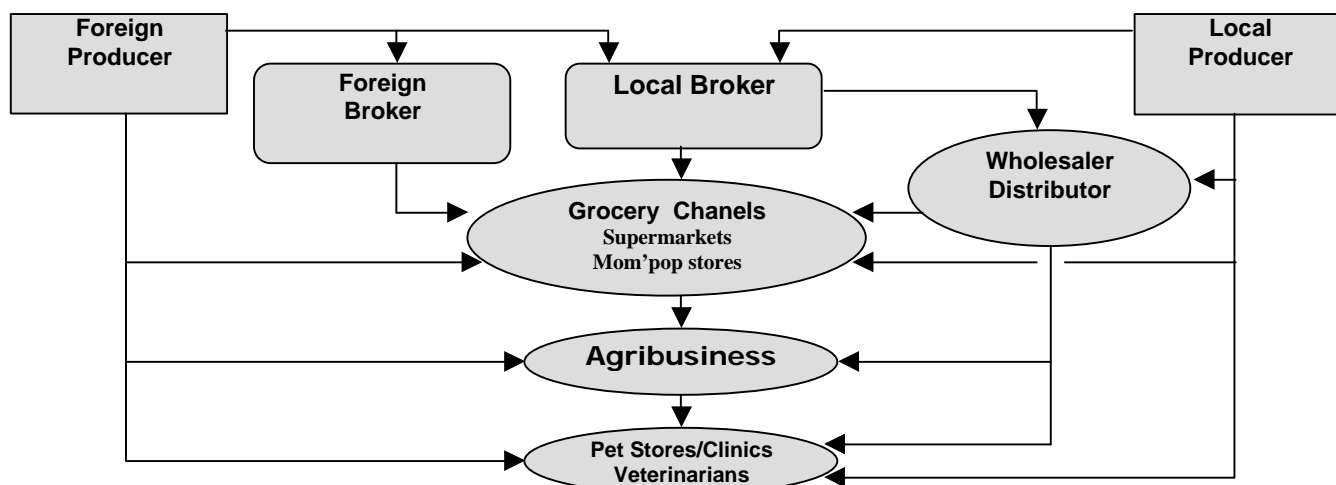 Foreign
Producer
Local
Producer
Foreign
Broker
Local Broker
Wholesaler
Distributor
Grocery Chanels
Supermarkets
Mom’pop stores
Agribusiness
Pet Stores/Clinics
Veterinarians